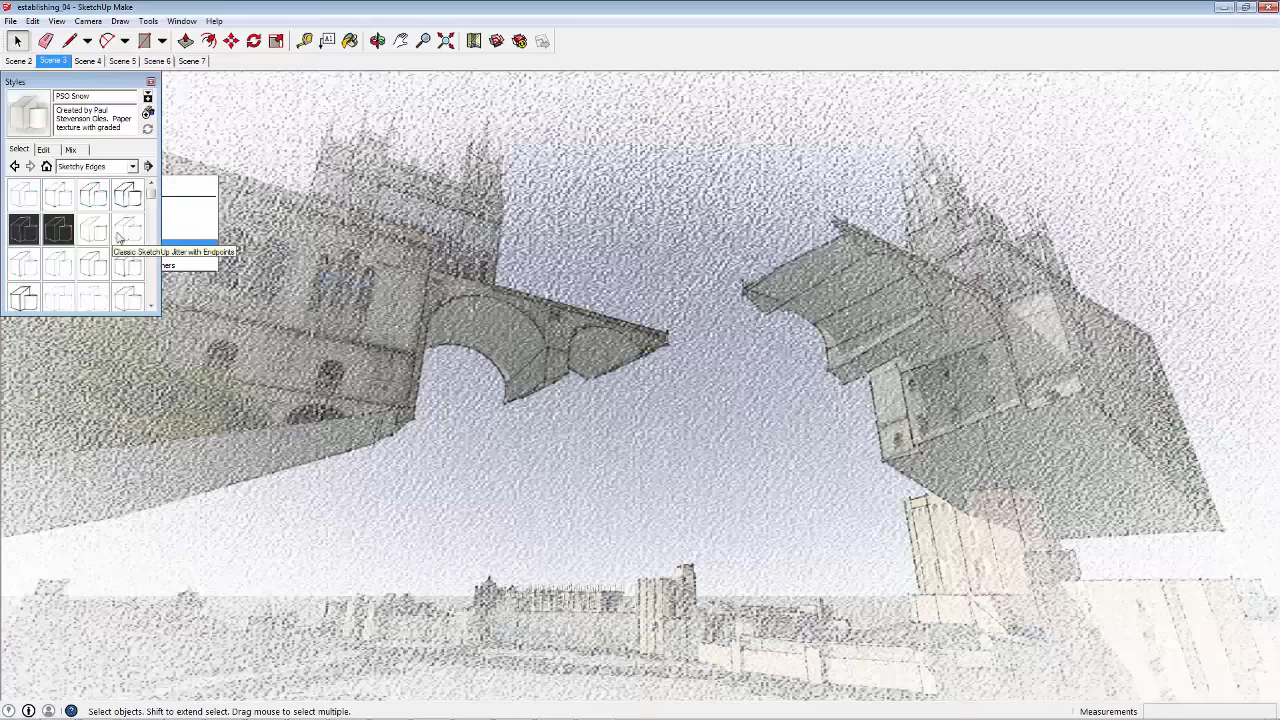 establishing_04 - SketchUp Make
File Edit View Camera Draw Tools Window Help
A1
Scene 2 Scene 3 Scene 4 Scene 5 Scene 6 Scene 7
Styles
PSO Snow
Created by Paul
Stevenson Oles. Paper
texture with graded
Select Edit Mix
Sketchy Edges
Classic SketchUp Jitter with Endpoints
ners
Select objects. Shift to extend select. Drag mouse to select multiple.
Measurements